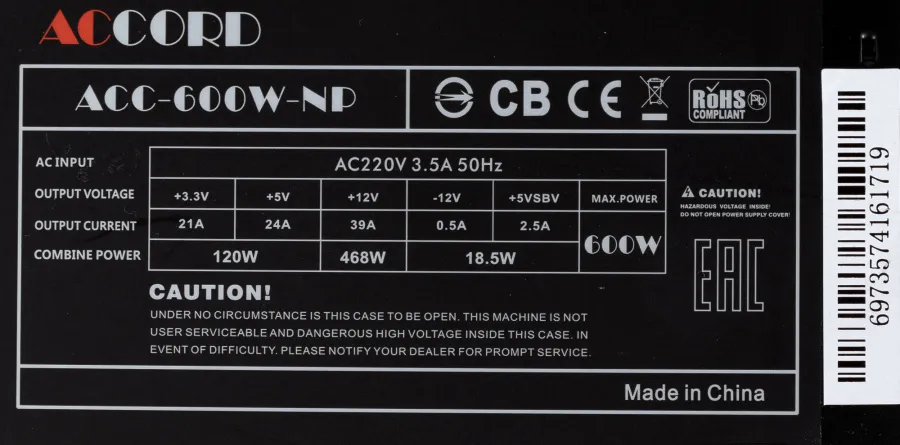 ACCORD
ACC-600W-NP
CB CE RoHS Pb
COMPLIANT
AC INPUT AC220V 3.5A 50Hz
OUTPUT VOLTAGE +3.3V +5V +12V -12V +5VSBV MAX.POWER
OUTPUT CURRENT 21A 24A 39A 0.5A 2.5A 600W
COMBINE POWER 120W 468W 18.5W
CAUTION!
HAZARDOUS VOLTAGE INSIDE!
DO NOT OPEN POWER SUPPLY COVER!
EAC
CAUTION!
UNDER NO CIRCUMSTANCE IS THIS CASE TO BE OPEN. THIS MACHINE IS NOT
USER SERVICEABLE AND DANGEROUS HIGH VOLTAGE INSIDE THIS CASE. IN
EVENT OF DIFFICULTY. PLEASE NOTIFY YOUR DEALER FOR PROMPT SERVICE.
Made in China
6973574161719